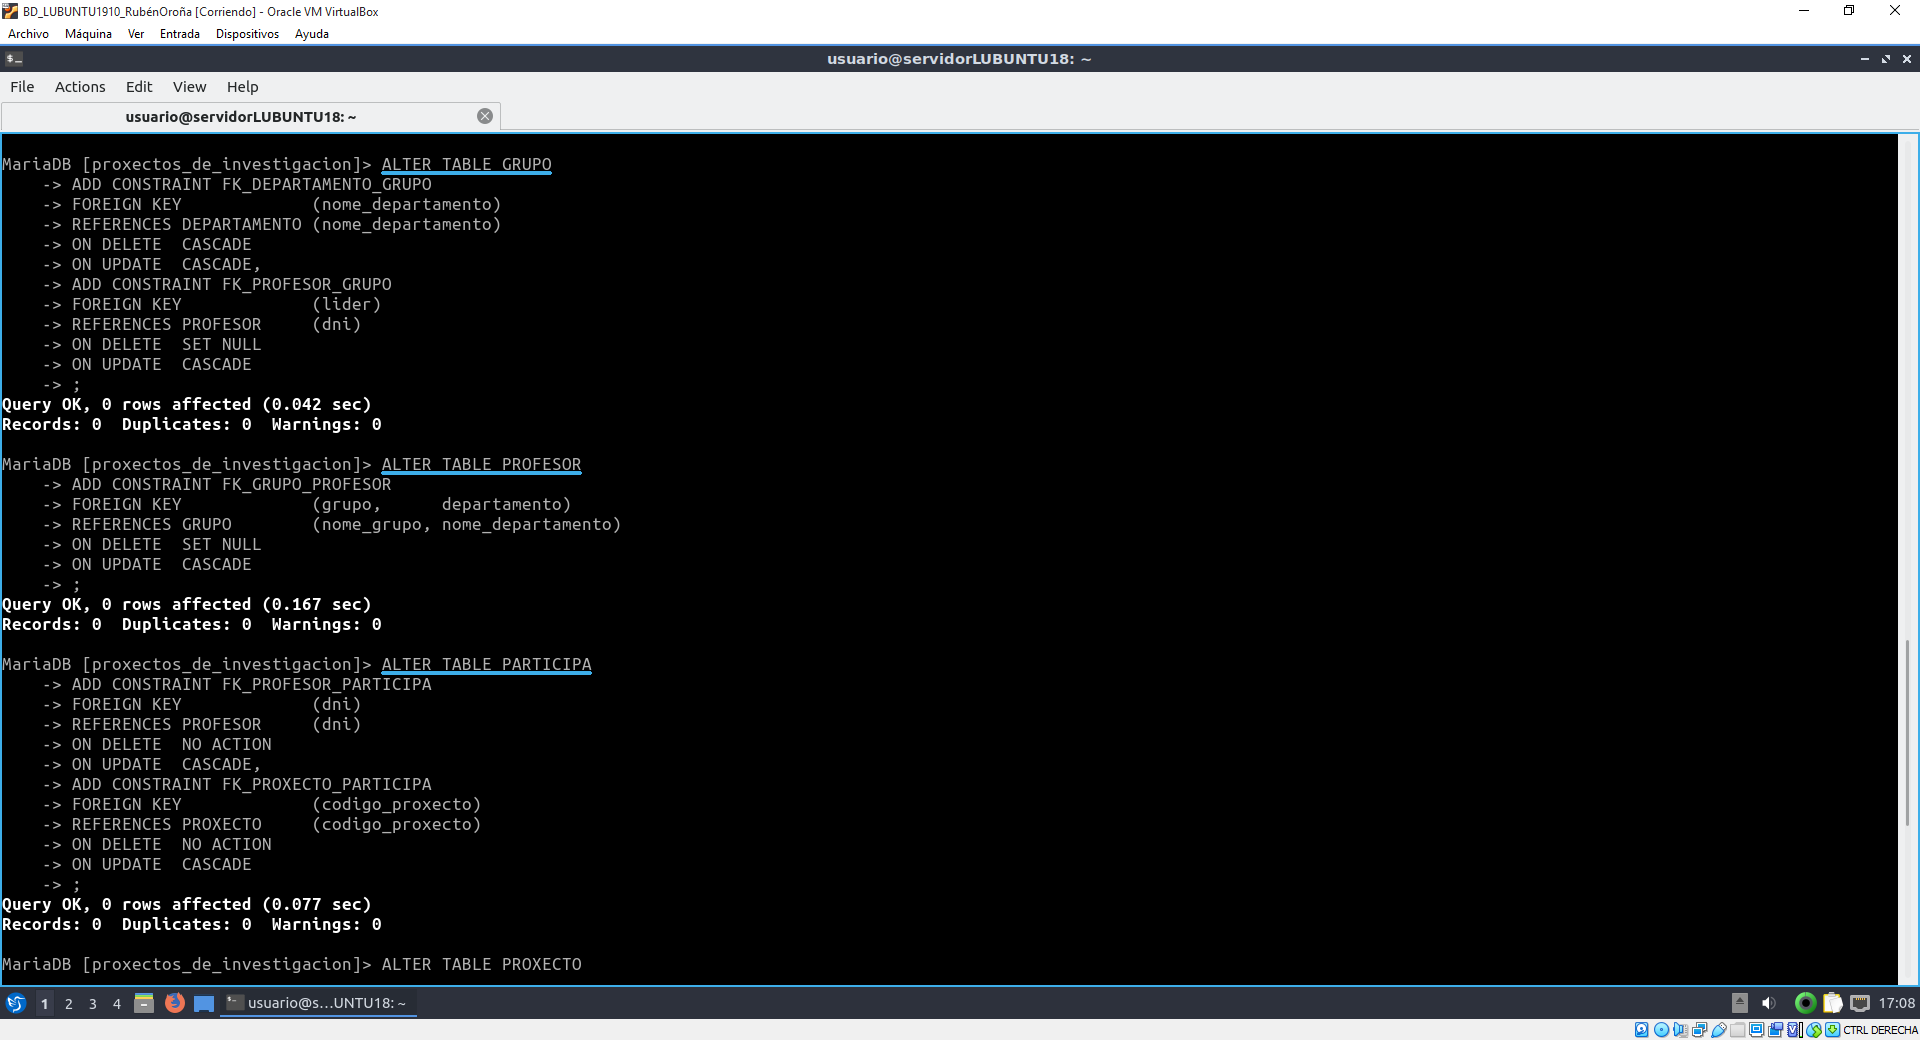 BD_LUBUNTU1910_RubénOroña [Corriendo] - Oracle VM VirtualBox
Archivo Máquina Ver Entrada Dispositivos Ayuda
usuario@servidorLUBUNTU18: ~
File Actions Edit View Help
usuario@servidorLUBUNTU18: ~
MariaDB [proxectos_de_investigacion]> ALTER TABLE GRUPO
    -> ADD CONSTRAINT FK_DEPARTAMENTO_GRUPO
    -> FOREIGN KEY             (nome_departamento)
    -> REFERENCES DEPARTAMENTO (nome_departamento)
    -> ON DELETE  CASCADE
    -> ON UPDATE  CASCADE,
    -> ADD CONSTRAINT FK_PROFESOR_GRUPO
    -> FOREIGN KEY             (lider)
    -> REFERENCES PROFESOR     (dni)
    -> ON DELETE  SET NULL
    -> ON UPDATE  CASCADE
    -> ;
Query OK, 0 rows affected (0.042 sec)
Records: 0  Duplicates: 0  Warnings: 0
MariaDB [proxectos_de_investigacion]> ALTER TABLE PROFESOR
    -> ADD CONSTRAINT FK_GRUPO_PROFESOR
    -> FOREIGN KEY             (grupo,      departamento)
    -> REFERENCES GRUPO        (nome_grupo, nome_departamento)
    -> ON DELETE  SET NULL
    -> ON UPDATE  CASCADE
    -> ;
Query OK, 0 rows affected (0.167 sec)
Records: 0  Duplicates: 0  Warnings: 0
MariaDB [proxectos_de_investigacion]> ALTER TABLE PARTICIPA
    -> ADD CONSTRAINT FK_PROFESOR_PARTICIPA
    -> FOREIGN KEY             (dni)
    -> REFERENCES PROFESOR     (dni)
    -> ON DELETE  NO ACTION
    -> ON UPDATE  CASCADE,
    -> ADD CONSTRAINT FK_PROXECTO_PARTICIPA
    -> FOREIGN KEY             (codigo_proxecto)
    -> REFERENCES PROXECTO     (codigo_proxecto)
    -> ON DELETE  NO ACTION
    -> ON UPDATE  CASCADE
    -> ;
Query OK, 0 rows affected (0.077 sec)
Records: 0  Duplicates: 0  Warnings: 0
MariaDB [proxectos_de_investigacion]> ALTER TABLE PROXECTO
1 2 3 4 usuario@s...UNTU18: ~ 17:08
CTRL DERECHA